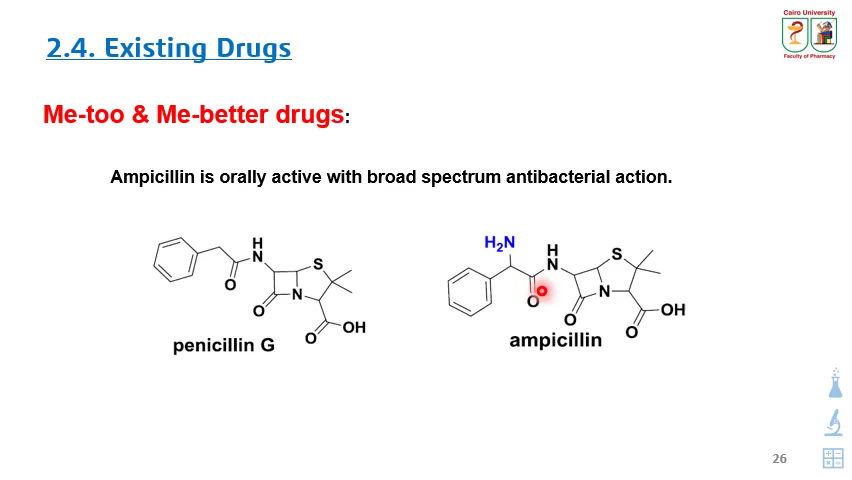 Cairo University
Faculty of Pharmacy
2.4. Existing Drugs
Me-too & Me-better drugs:
Ampicillin is orally active with broad spectrum antibacterial action.
H
N
O
S
N
O
O
OH
penicillin G
H2N
H
N
O
S
N
O
O
OH
ampicillin
26